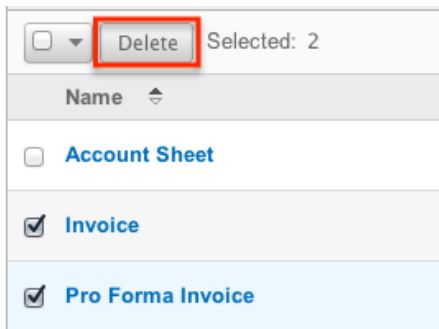 Delete Selected: 2
Name
Account Sheet
Invoice
Pro Forma Invoice